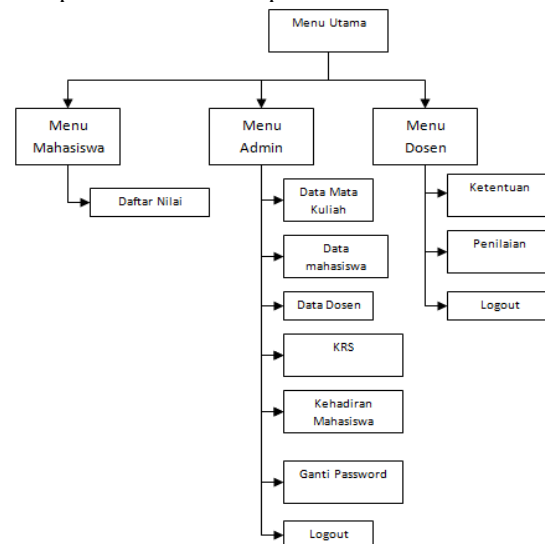 Menu Utama
Menu
Mahasiswa
Daftar Nilai
Menu
Admin
Data Mata
Kuliah
Data
mahasiswa
Data Dosen
KRS
Kehadiran
Mahasiswa
Ganti Password
Logout
Menu
Dosen
Ketentuan
Penilaian
Logout